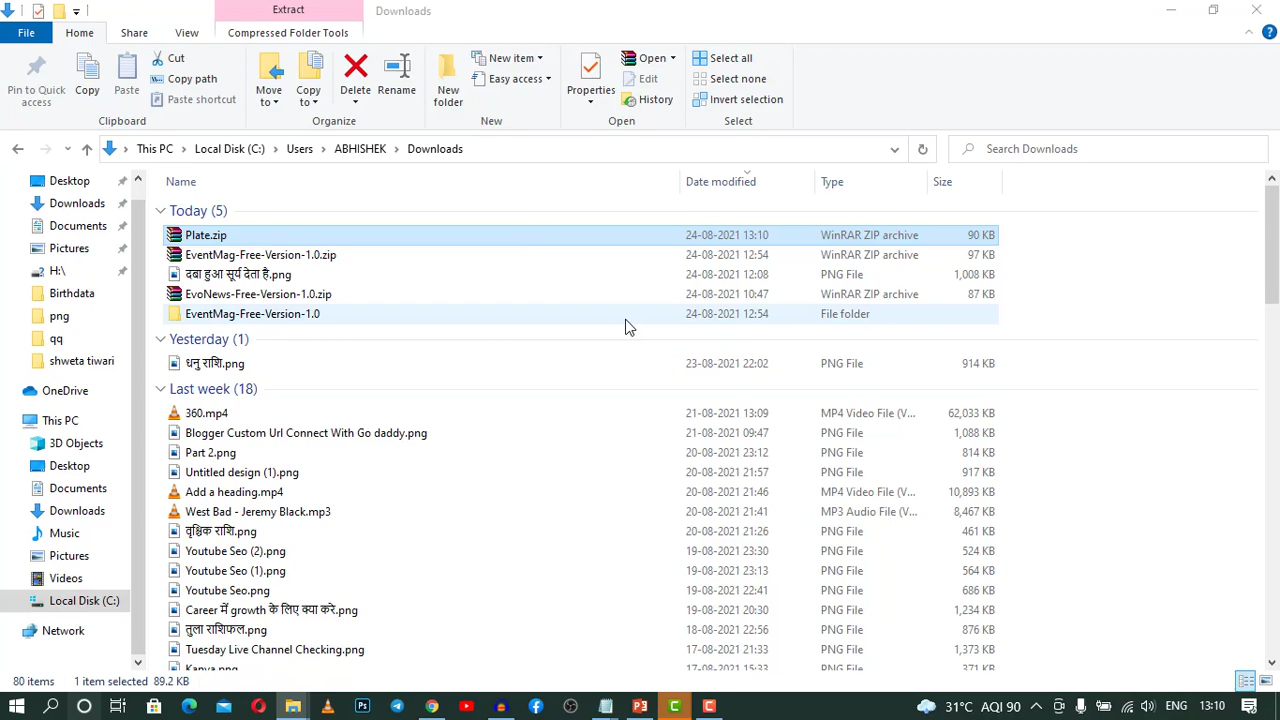 Extract Downloads
File Home Share View Compressed Folder Tools
Pin to Quick access
Copy
Paste
Cut
Copy path
Paste shortcut
Clipboard
Move to
Copy to
Delete
Rename
Organize
New folder
New item
Easy access
New
Properties
Open
Edit
History
Open
Select all
Select none
Invert selection
Select
This PC Local Disk (C:) Users ABHISHEK Downloads Search Downloads
Desktop
Downloads
Documents
Pictures
H:\
Birthdata
png
qq
shweta tiwari
OneDrive
This PC
3D Objects
Desktop
Documents
Downloads
Music
Pictures
Videos
Local Disk (C:)
Network
Name Date modified Type Size
Today (5)
Plate.zip 24-08-2021 13:10 WinRAR ZIP archive 90 KB
EventMag-Free-Version-1.0.zip 24-08-2021 12:54 WinRAR ZIP archive 97 KB
दबा हुआ सूर्य देता है.png 24-08-2021 12:08 PNG File 1,008 KB
EvoNews-Free-Version-1.0.zip 24-08-2021 10:47 WinRAR ZIP archive 87 KB
EventMag-Free-Version-1.0 24-08-2021 12:54 File folder
Yesterday (1)
धनु राशि.png 23-08-2021 22:02 PNG File 914 KB
Last week (18)
360.mp4 21-08-2021 13:09 MP4 Video File (V... 62,033 KB
Blogger Custom Url Connect With Go daddy.png 20-08-2021 09:47 PNG File 1,088 KB
Part 2.png 20-08-2021 23:12 PNG File 814 KB
Untitled design (1).png 20-08-2021 21:57 PNG File 917 KB
Add a heading.mp4 20-08-2021 21:46 MP4 Video File (V... 10,893 KB
West Bad - Jeremy Black.mp3 20-08-2021 21:41 MP3 Audio File (V... 8,467 KB
वृश्चिक राशि.png 20-08-2021 21:26 PNG File 461 KB
Youtube Seo (2).png 19-08-2021 23:30 PNG File 524 KB
Youtube Seo (1).png 19-08-2021 23:10 PNG File 564 KB
Youtube Seo.png 19-08-2021 22:41 PNG File 686 KB
Career में growth के लिए क्या करे.png 19-08-2021 20:30 PNG File 1,234 KB
तुला राशिफल.png 18-08-2021 22:56 PNG File 876 KB
Tuesday Live Channel Checking.png 17-08-2021 21:33 PNG File 1,373 KB
Kanya.png 17-08-2021 15:33 PNG File 371 KB
80 items 1 item selected 89.2 KB
31°C AQI 90 ENG 13:10